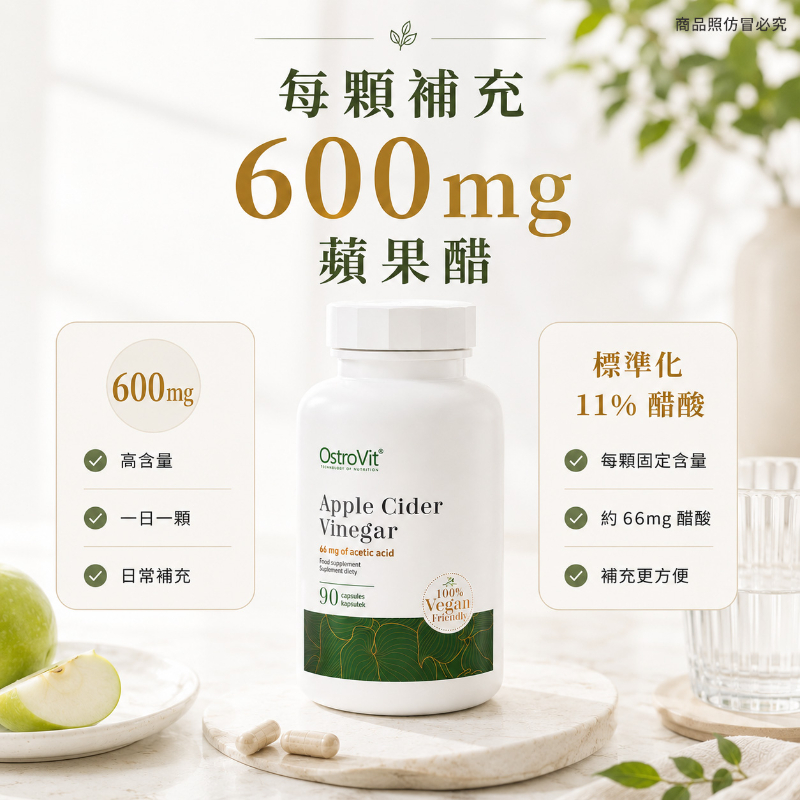 商品照仿冒必究
每顆補充
600mg
蘋果醋
600mg
高含量
一日一顆
日常補充
OstroVit®
TECHNOLOGY OF NUTRITION
Apple Cider
Vinegar
66 mg of acetic acid
Food supplement
Suplement diety
90 capsules
kapsułek
100%
Vegan
Friendly
標準化
11% 醋酸
每顆固定含量
約 66mg 醋酸
補充更方便